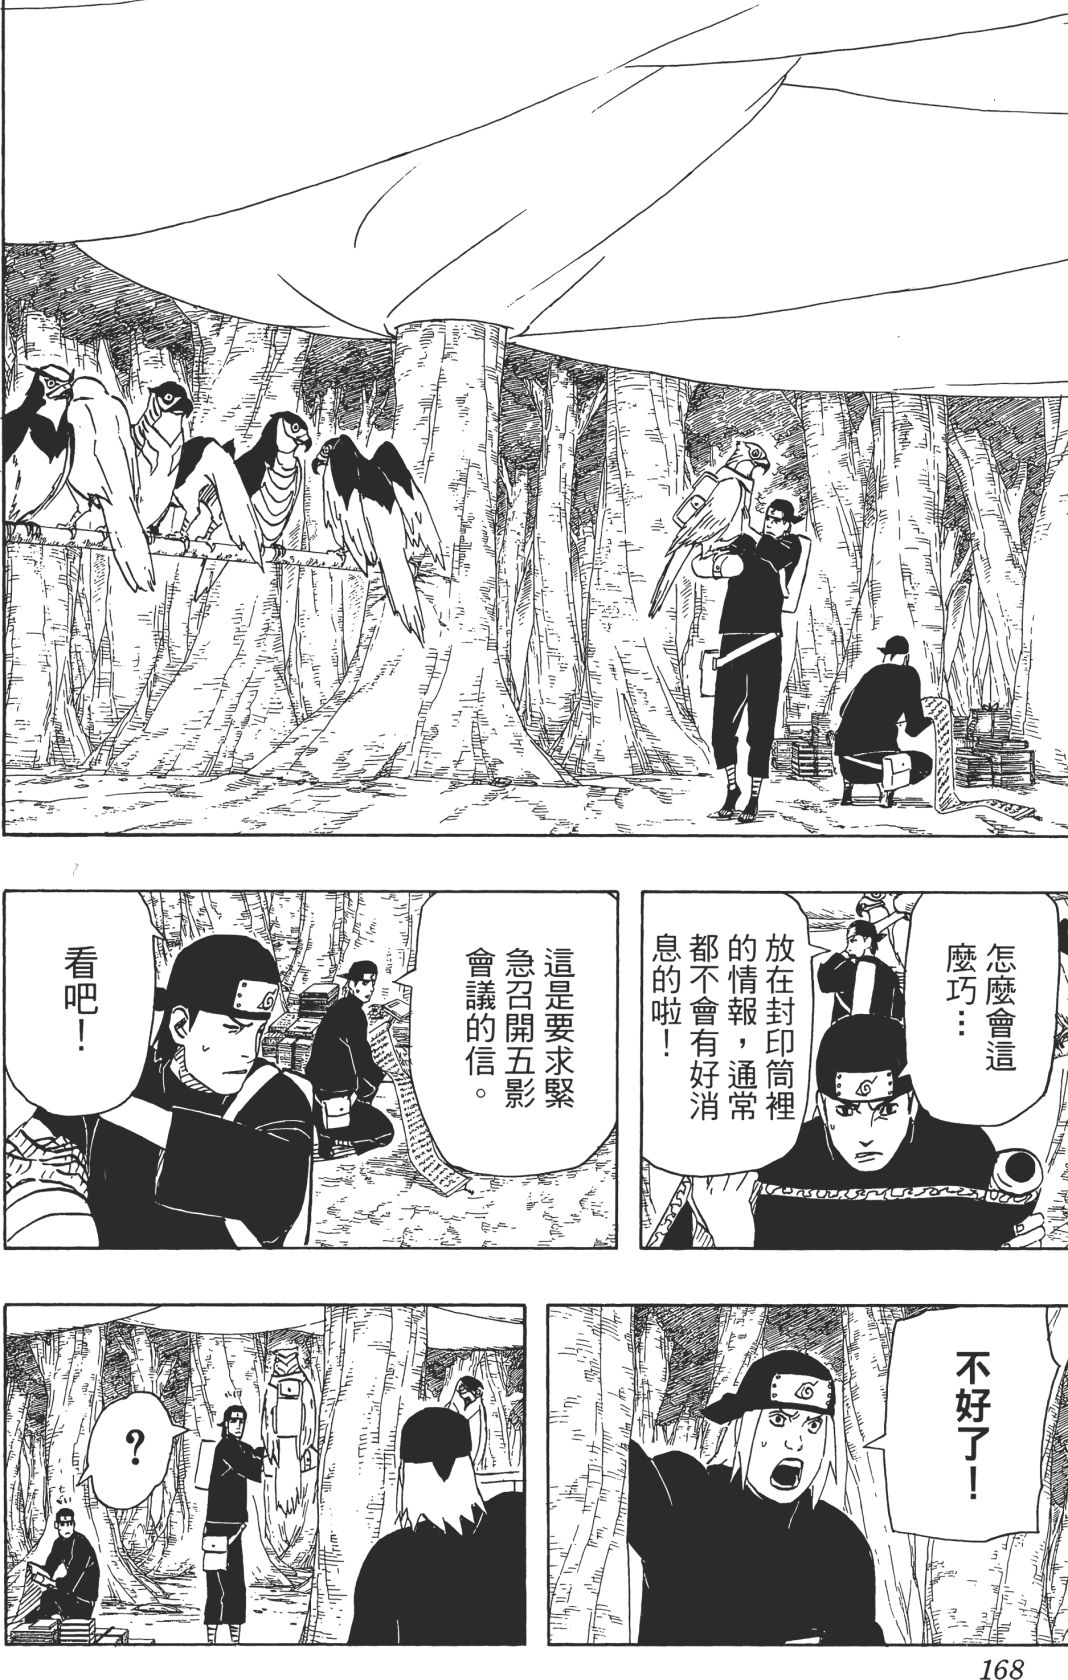 怎麼會這
麼巧…
放在封印筒裡
的情報，通常
都不會有好消
息的啦！
這是要求緊
急召開五影
會議的信。
看吧！
不好了！
？
168